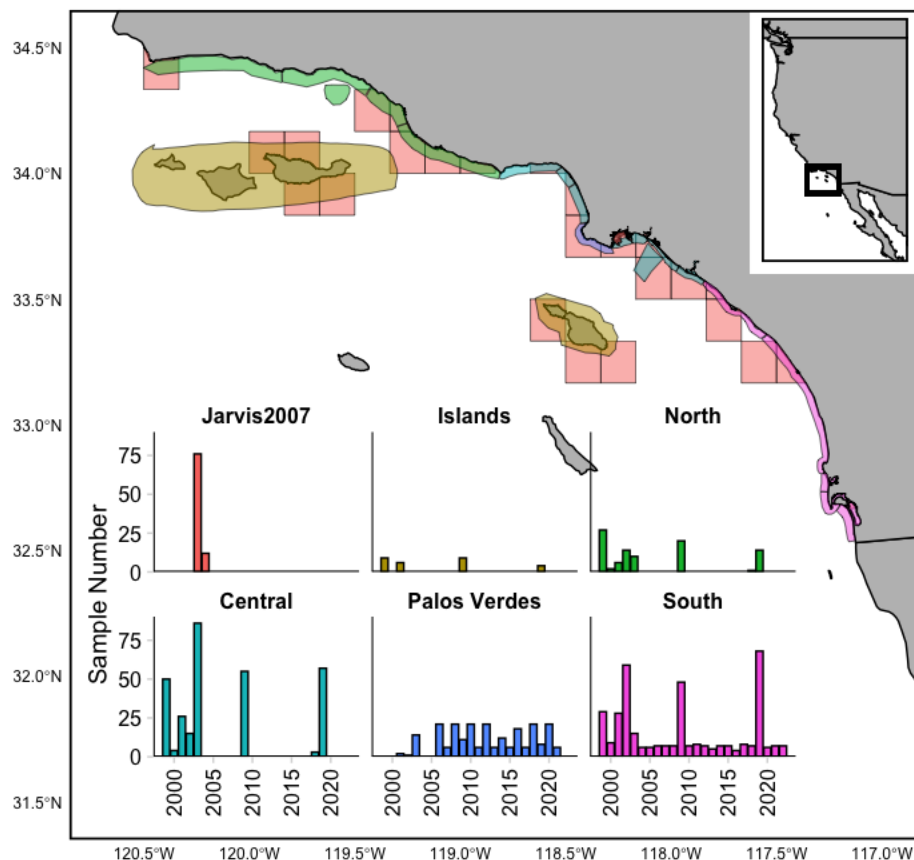 34.5°N
34.0°N
33.5°N
33.0°N
32.5°N
32.0°N
31.5°N
Jarvis2007 Islands North
75
50
25
0
Central Palos Verdes South
75
50
25
0
Sample Number
2000 2005 2010 2015 2020 2000 2005 2010 2015 2020 2000 2005 2010 2015 2020
120.5°W 120.0°W 119.5°W 119.0°W 118.5°W 118.0°W 117.5°W 117.0°W